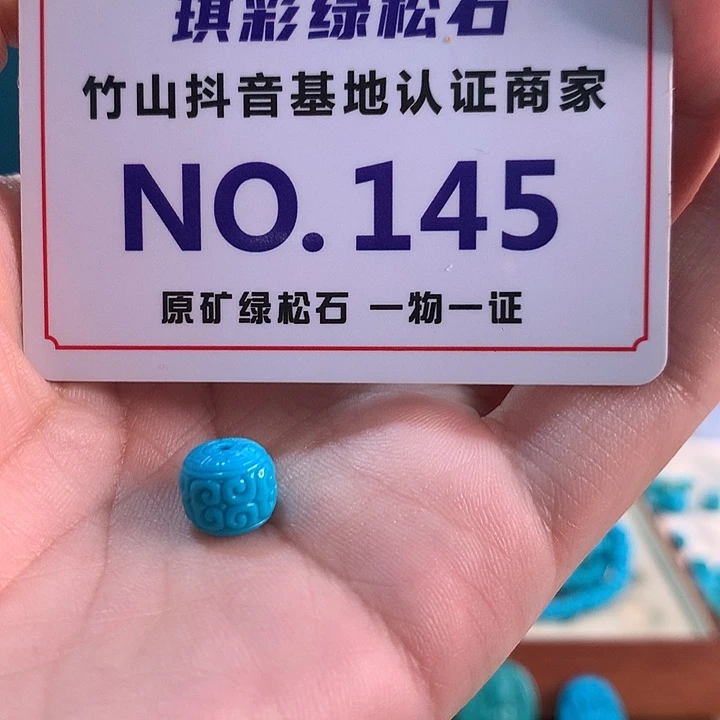 琪彩绿松石
竹山抖音基地认证商家
NO.145
原矿绿松石 一物一证